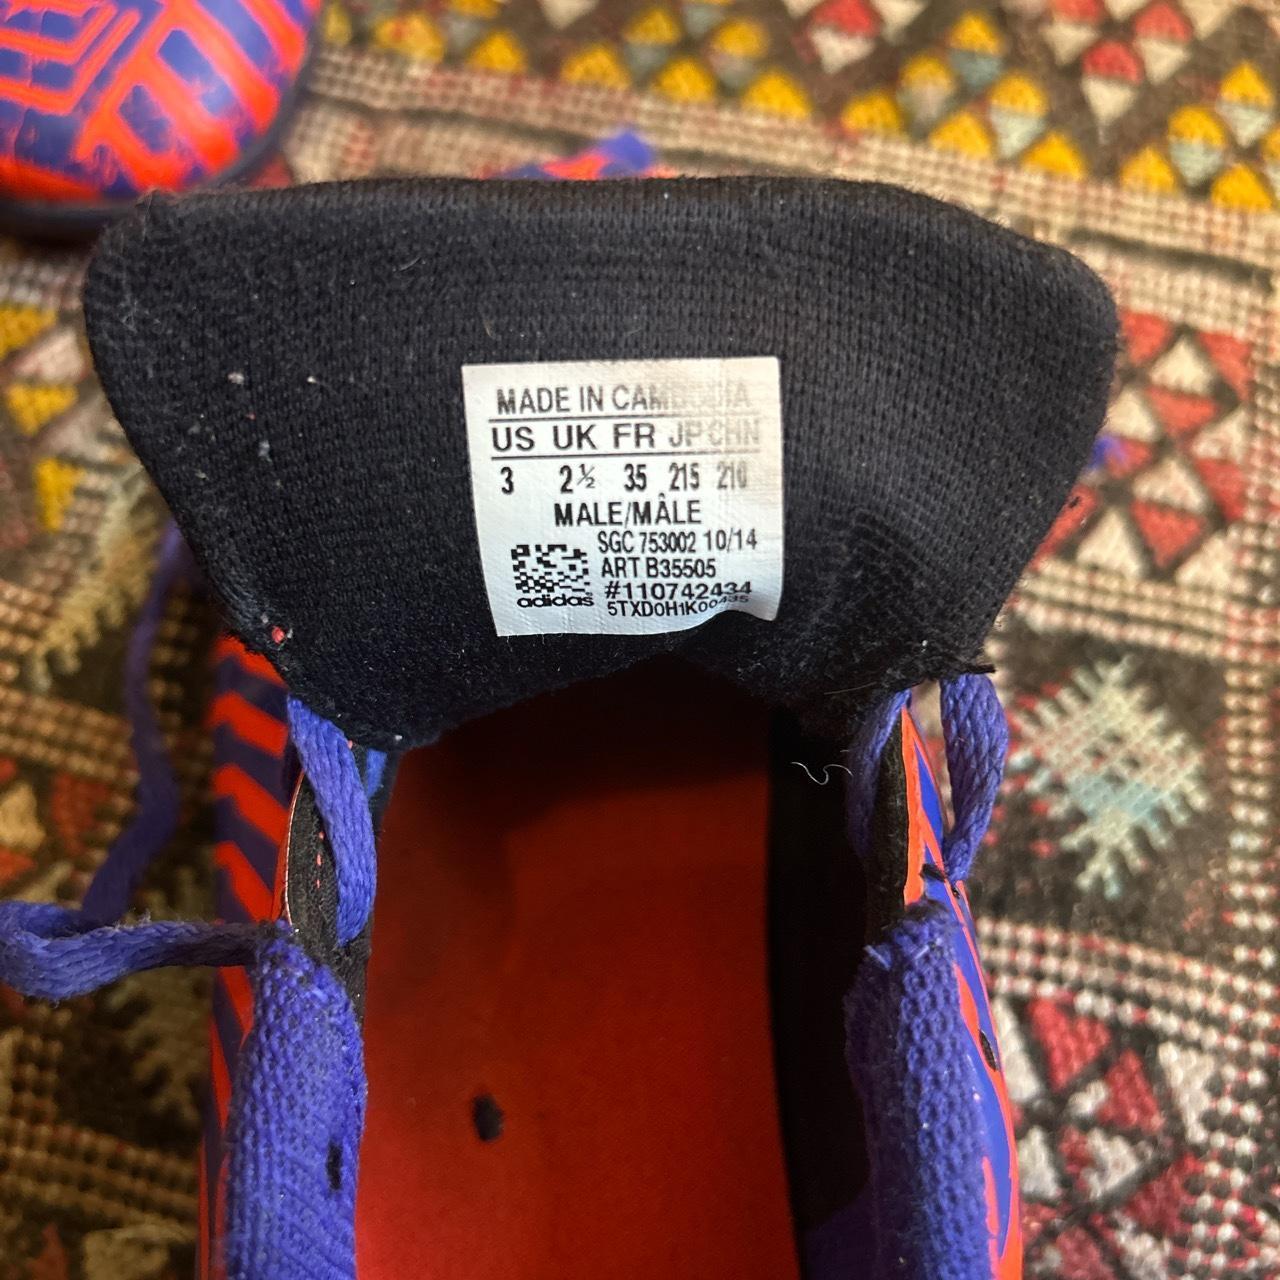 MADE IN CAMBODIA
US UK FR JP CHN
3 2½ 35 215 210
MALE/MÂLE
SGC 753002 10/14
ART B35505
#110742434
adidas 5TXD0H1K00435